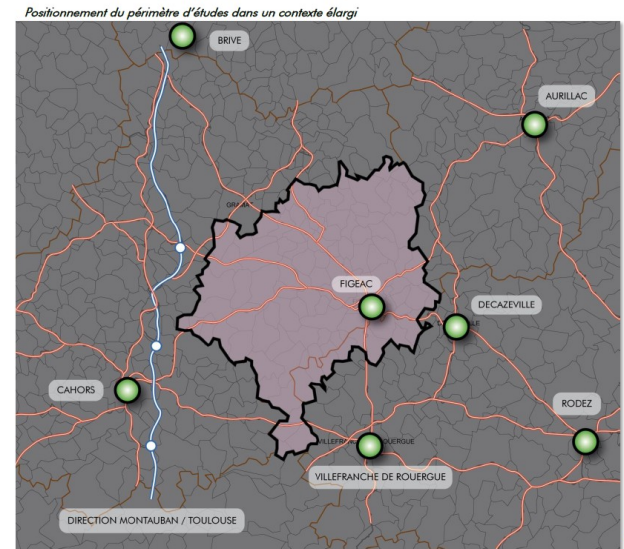 Positionnement du périmètre d'études dans un contexte élargi
BRIVE
AURILLAC
GRAMA
FIGEAC
DECAZEVILLE
CAHORS
RODEZ
VILLEFRANCHE DE ROUERGUE
DIRECTION MONTAUBAN / TOULOUSE